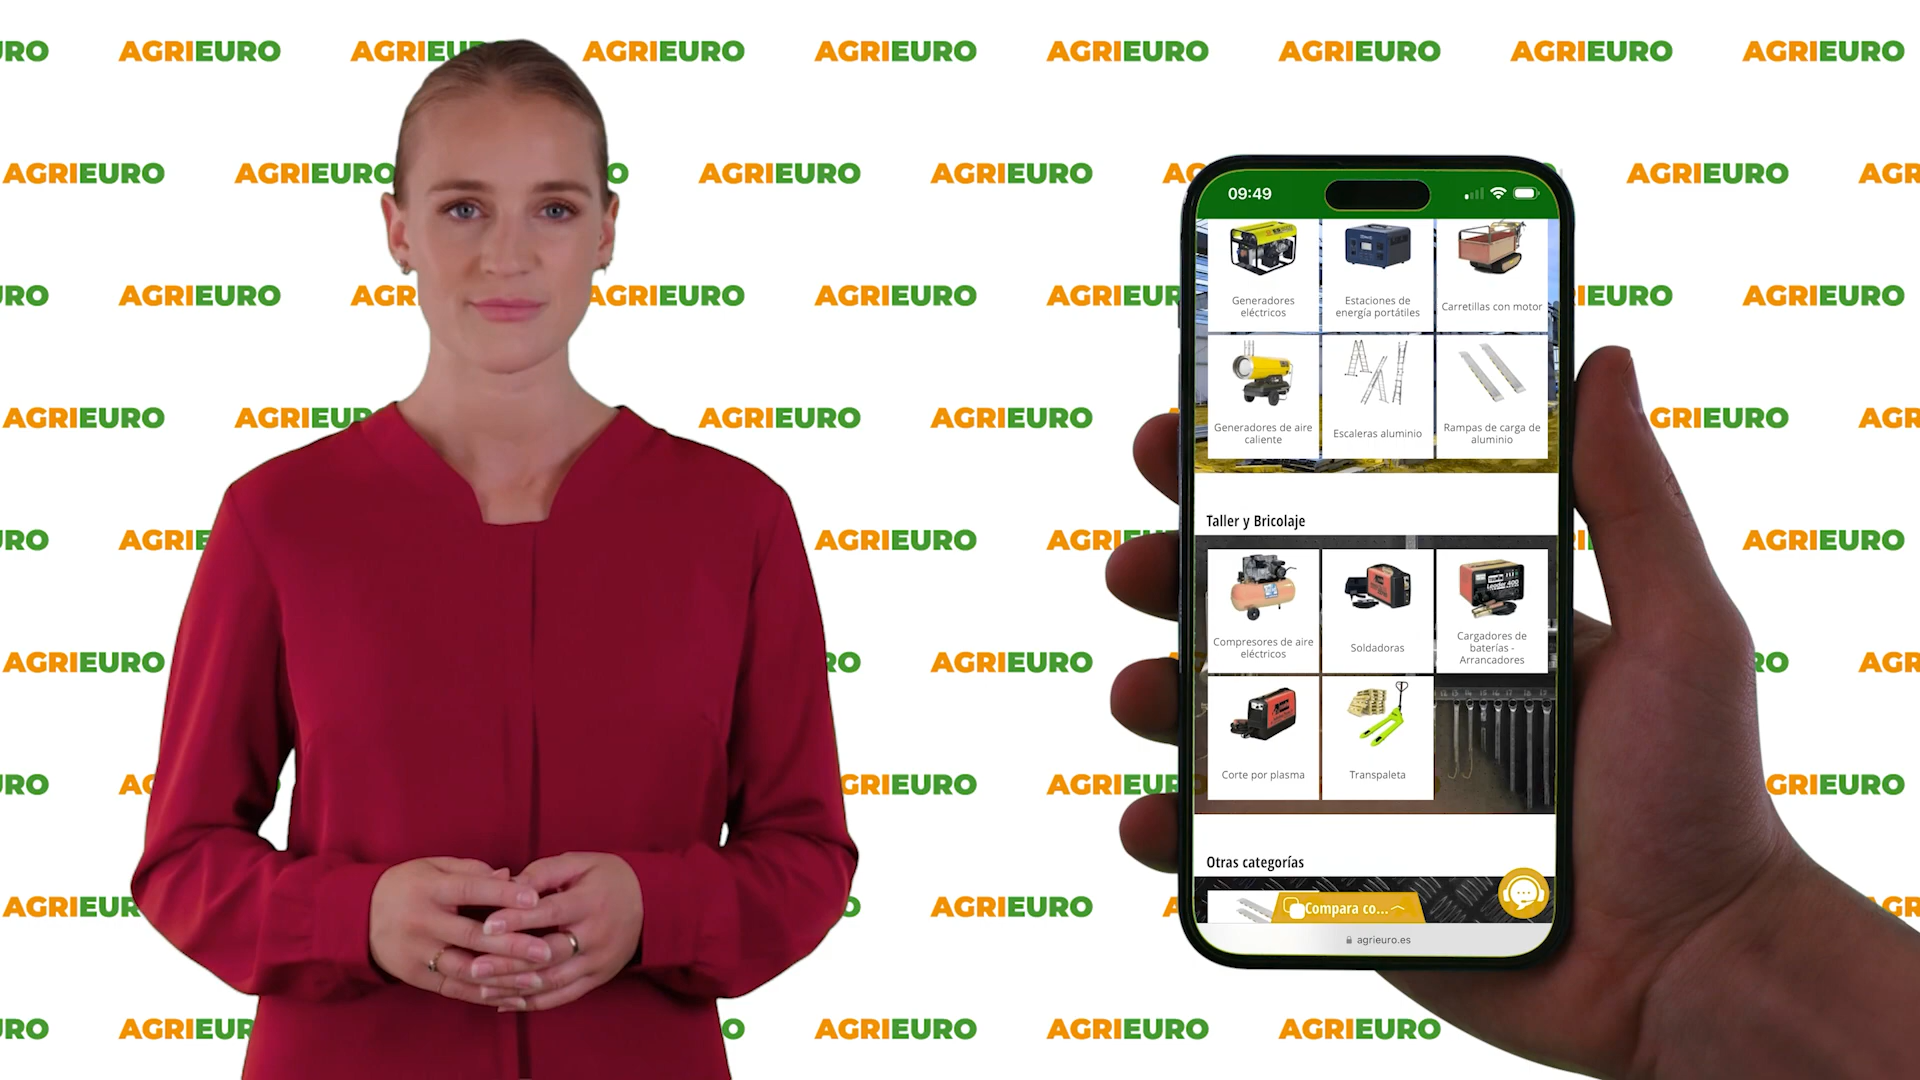 AGRIEURO
09:49
Generadores
eléctricos
Estaciones de
energía portátiles
Carretillas con motor
Generadores de aire
caliente
Escaleras aluminio
Rampas de carga de
aluminio
Taller y Bricolaje
Compresores de aire
eléctricos
Soldadoras
Cargadores de
baterías -
Arrancadores
Corte por plasma
Transpaleta
Otras categorías
Compara co...
agrieuro.es